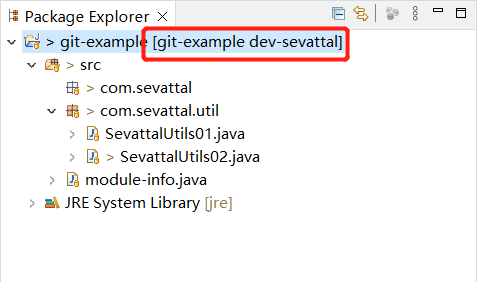 Package Explorer
> git-example [git-example dev-sevattal]
src
> com.sevattal
> com.sevattal.util
SevattalUtils01.java
> SevattalUtils02.java
module-info.java
JRE System Library [jre]